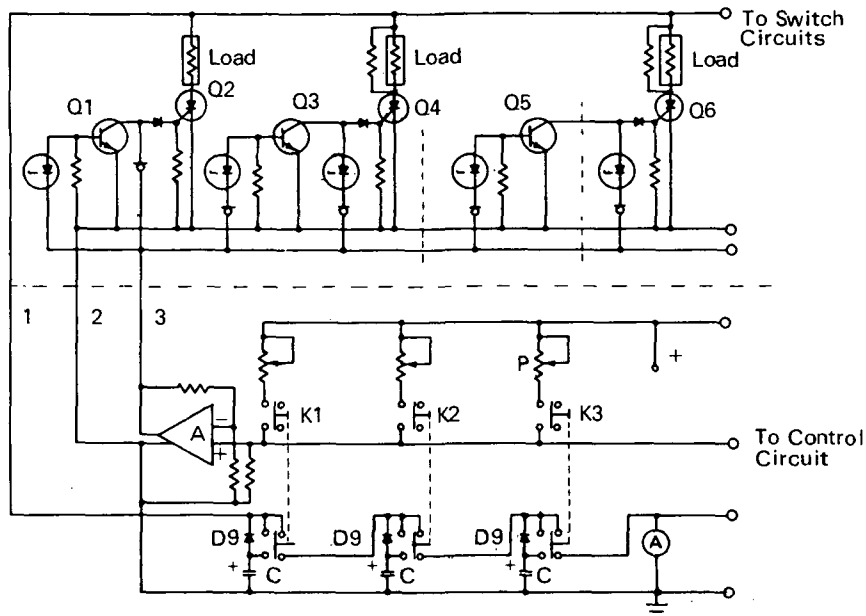 To Switch
Circuits
Load
Load
Load
Q2
Q1
Q3
Q4
Q5
Q6
1
2
3
+
P
K1
K2
K3
−
A
+
To Control
Circuit
D9
D9
D9
A
+
C
+
C
+
C